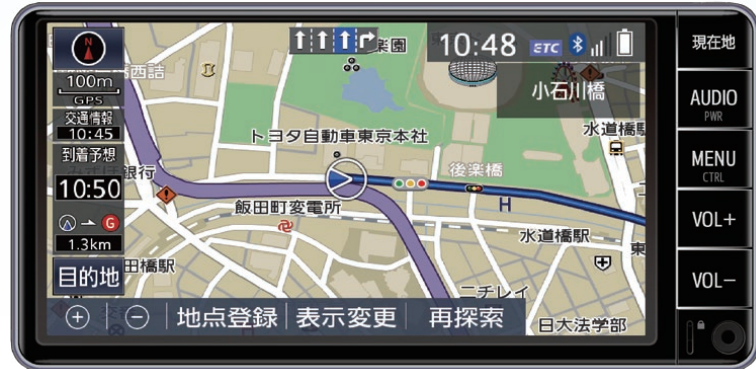 N
100m
GPS
交通情報
10:45
到着予想
10:50
G
1.3km
目的地
西詰
楽園
10:48 ETC
小石川橋
水道橋駅
トヨタ自動車東京本社
銀行
後楽橋
飯田町変電所
H
水道橋駅
東
田橋駅
ニチレイ
日大法学部
地点登録
表示変更
再探索
現在地
AUDIO
PWR
MENU
CTRL
VOL+
VOL−